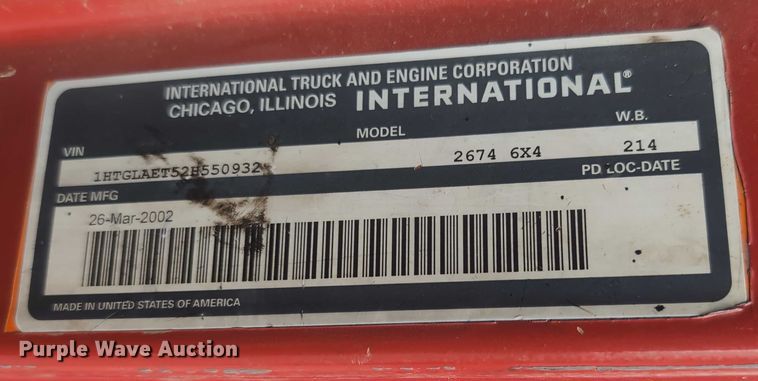 INTERNATIONAL TRUCK AND ENGINE CORPORATION
CHICAGO, ILLINOIS INTERNATIONAL®
VIN MODEL W.B.
1HTGLAET52H550932 2674 6X4 214
DATE MFG PD LOC-DATE
26-Mar-2002
MADE IN UNITED STATES OF AMERICA
Purple Wave Auction